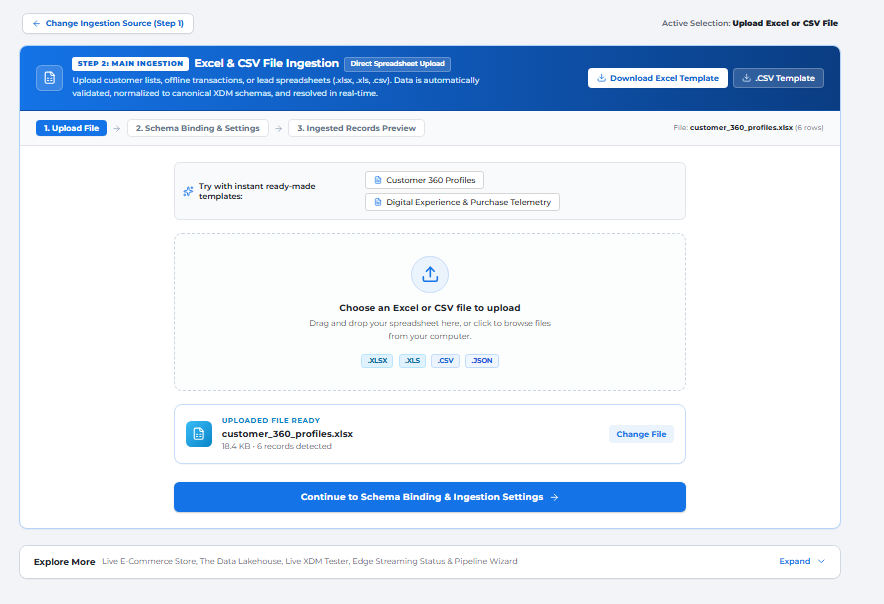 Change Ingestion Source (Step 1)
Active Selection: Upload Excel or CSV File
STEP 2: MAIN INGESTION Excel & CSV File Ingestion Direct Spreadsheet Upload
Upload customer lists, offline transactions, or lead spreadsheets (.xlsx, .xls, .csv). Data is automatically
validated, normalized to canonical XDM schemas, and resolved in real-time.
Download Excel Template
.CSV Template
1. Upload File → 2. Schema Binding & Settings → 3. Ingested Records Preview
File: customer_360_profiles.xlsx (6 rows)
Try with instant ready-made
templates:
Customer 360 Profiles
Digital Experience & Purchase Telemetry
Choose an Excel or CSV file to upload
Drag and drop your spreadsheet here, or click to browse files
from your computer.
.XLSX .XLS .CSV .JSON
UPLOADED FILE READY
customer_360_profiles.xlsx
18.4 KB • 6 records detected
Change File
Continue to Schema Binding & Ingestion Settings →
Explore More Live E-Commerce Store, The Data Lakehouse, Live XDM Tester, Edge Streaming Status & Pipeline Wizard
Expand